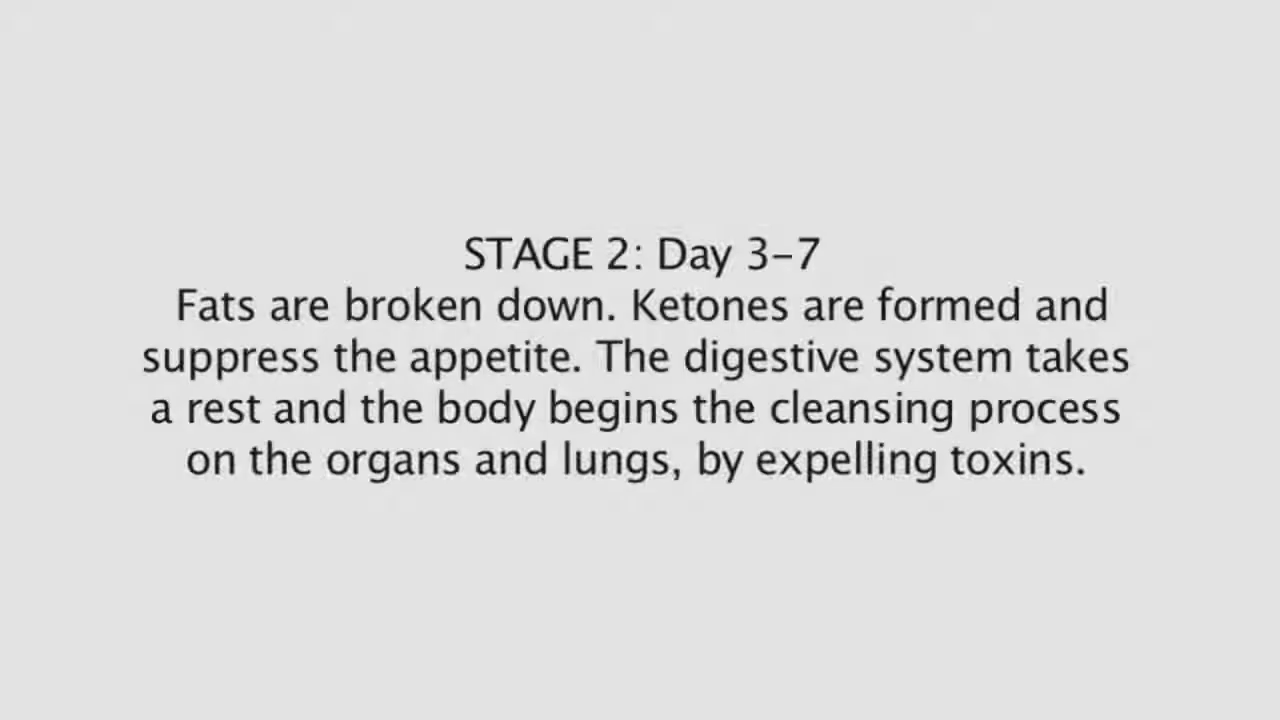 STAGE 2: Day 3–7
Fats are broken down. Ketones are formed and
suppress the appetite. The digestive system takes
a rest and the body begins the cleansing process
on the organs and lungs, by expelling toxins.